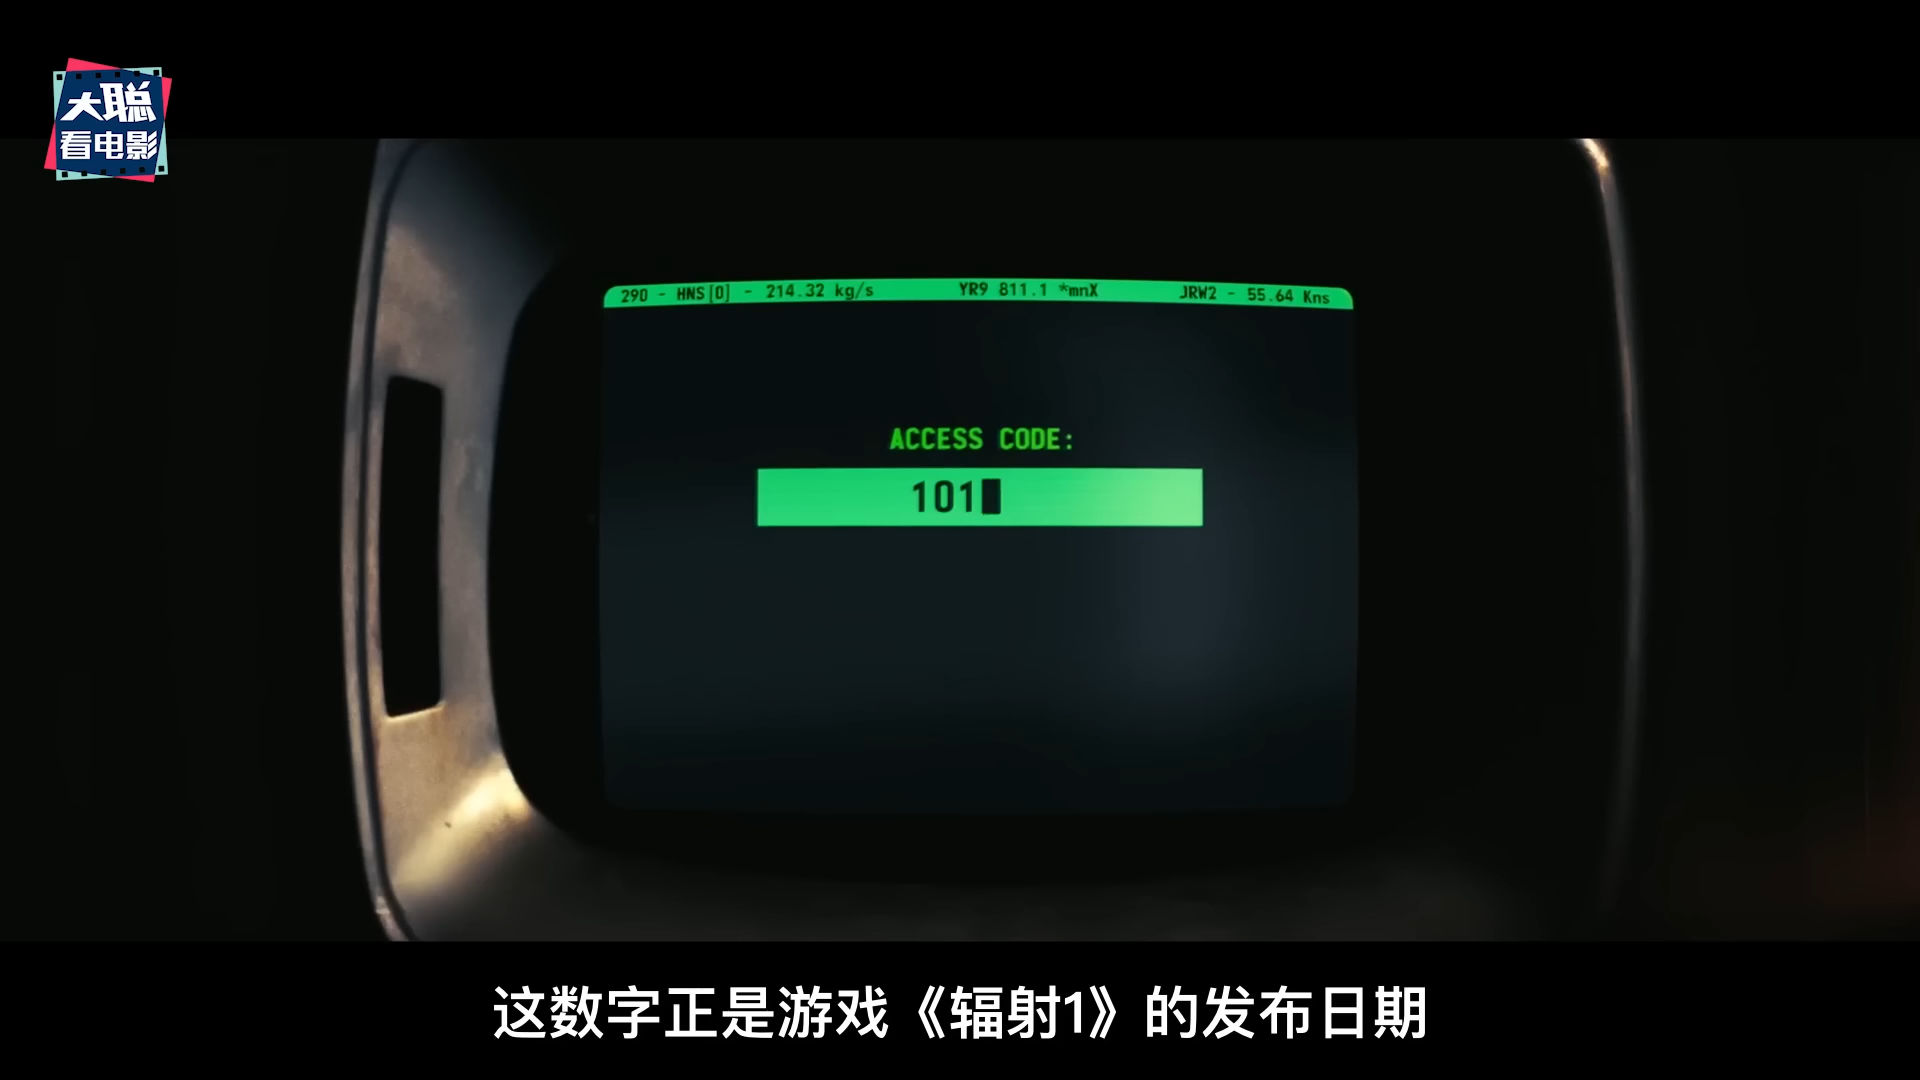 大聪
看电影
290 - HNS[0] - 214.32 kg/s YR9 811.1 *mnX JRW2 - 55.64 Kns
ACCESS CODE:
101
这数字正是游戏《辐射1》的发布日期